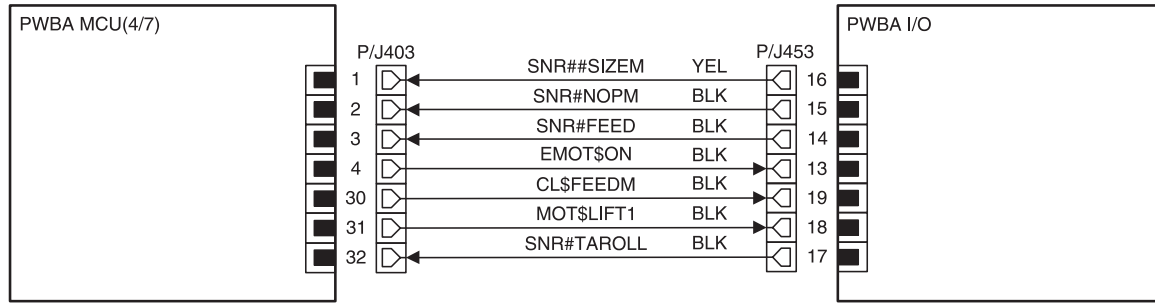 PWBA MCU(4/7) PWBA I/O
P/J403 P/J453
1 SNR##SIZEM YEL 16
2 SNR#NOPM BLK 15
3 SNR#FEED BLK 14
4 EMOT$ON BLK 13
30 CL$FEEDM BLK 19
31 MOT$LIFT1 BLK 18
32 SNR#TAROLL BLK 17